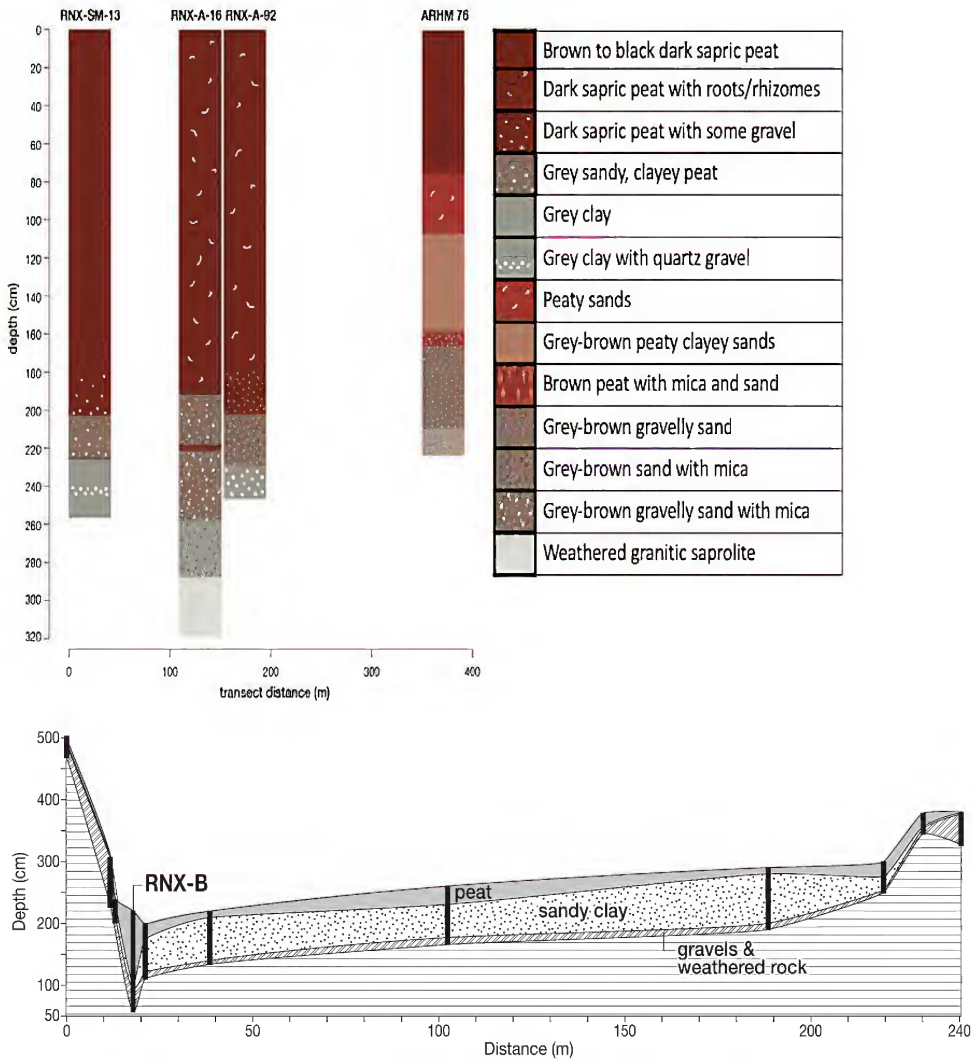 RNX-SM-13
RNX-A-16
RNX-A-92
ARHM 76
0
20
40
60
80
100
120
140
160
180
200
220
240
260
280
300
320
depth (cm)
0
100
200
300
400
transect distance (m)
Brown to black dark sapric peat
Dark sapric peat with roots/rhizomes
Dark sapric peat with some gravel
Grey sandy, clayey peat
Grey clay
Grey clay with quartz gravel
Peaty sands
Grey-brown peaty clayey sands
Brown peat with mica and sand
Grey-brown gravelly sand
Grey-brown sand with mica
Grey-brown gravelly sand with mica
Weathered granitic saprolite
500
400
300
200
100
50
Depth (cm)
RNX-B
peat
sandy clay
gravels &
weathered rock
0
50
100
150
200
240
Distance (m)